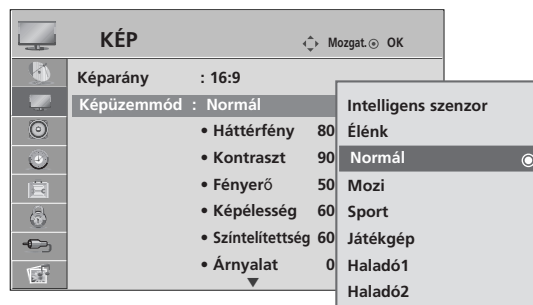 KÉP
Mozgat. OK
Képarány : 16:9
Képüzemmód : Normál
• Háttérfény 80
• Kontraszt 90
• Fényerő 50
• Képélesség 60
• Színtelítettség 60
• Árnyalat 0
Intelligens szenzor
Élénk
Normál
Mozi
Sport
Játékgép
Haladó1
Haladó2